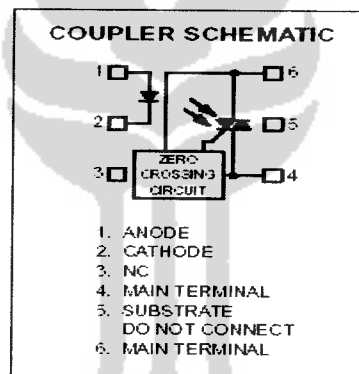 COUPLER SCHEMATIC
1 6
2 5
ZERO
CROSSING
CIRCUIT
3 4
1. ANODE
2. CATHODE
3. NC
4. MAIN TERMINAL
5. SUBSTRATE
DO NOT CONNECT
6. MAIN TERMINAL